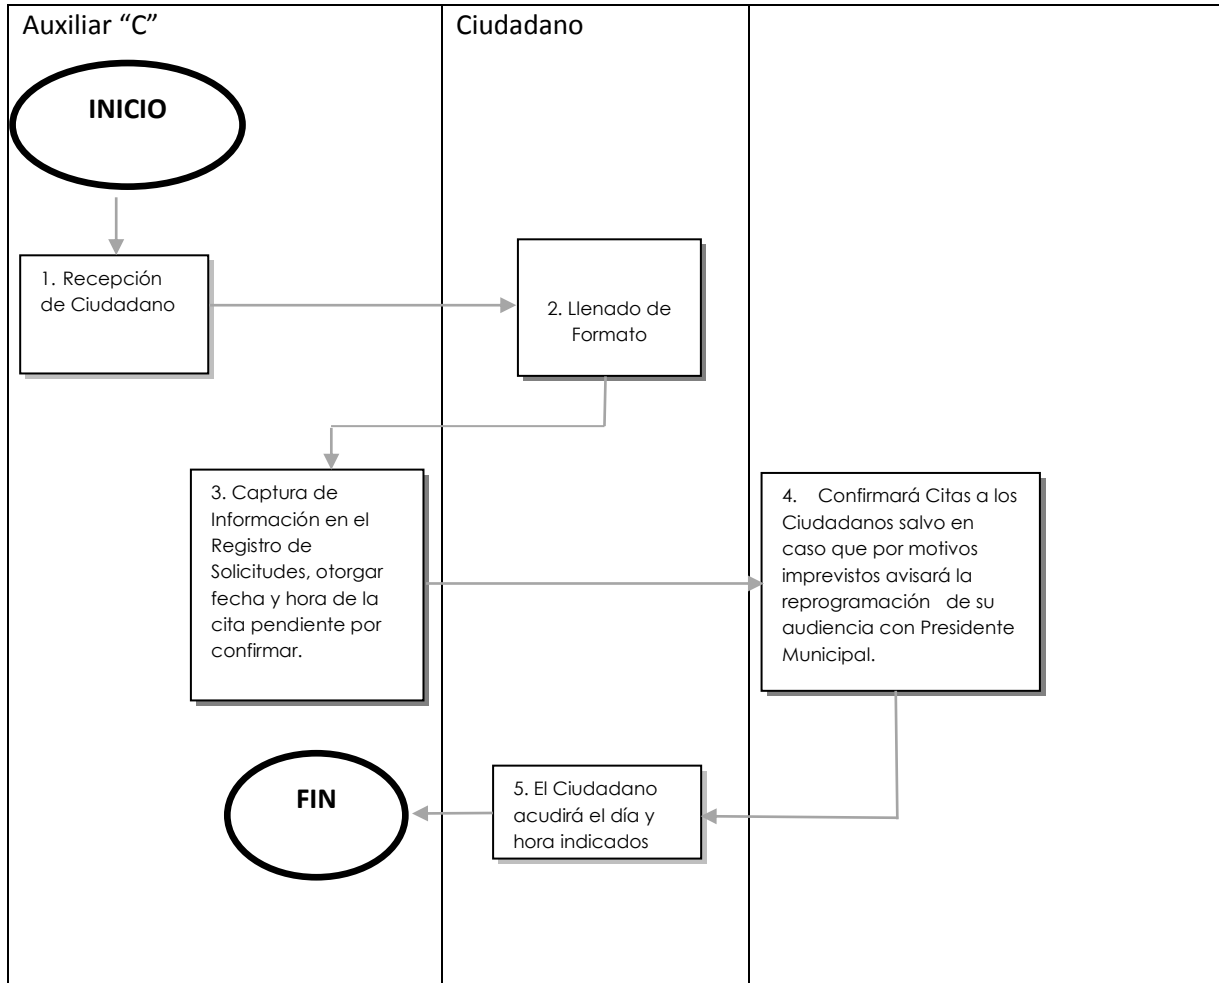 Auxiliar “C”
Ciudadano
INICIO
1. Recepción
de Ciudadano
2. Llenado de
Formato
3. Captura de
Información en el
Registro de
Solicitudes, otorgar
fecha y hora de la
cita pendiente por
confirmar.
4. Confirmará Citas a los
Ciudadanos salvo en
caso que por motivos
imprevistos avisará la
reprogramación de su
audiencia con Presidente
Municipal.
5. El Ciudadano
acudirá el día y
hora indicados
FIN